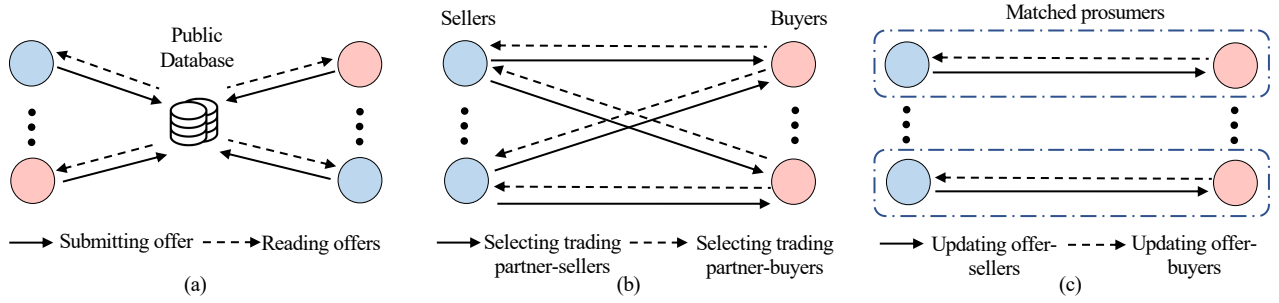 Public
Database
Submitting offer
Reading offers
(a)
Sellers
Buyers
Selecting trading
partner-sellers
Selecting trading
partner-buyers
(b)
Matched prosumers
Updating offer-
sellers
Updating offer-
buyers
(c)